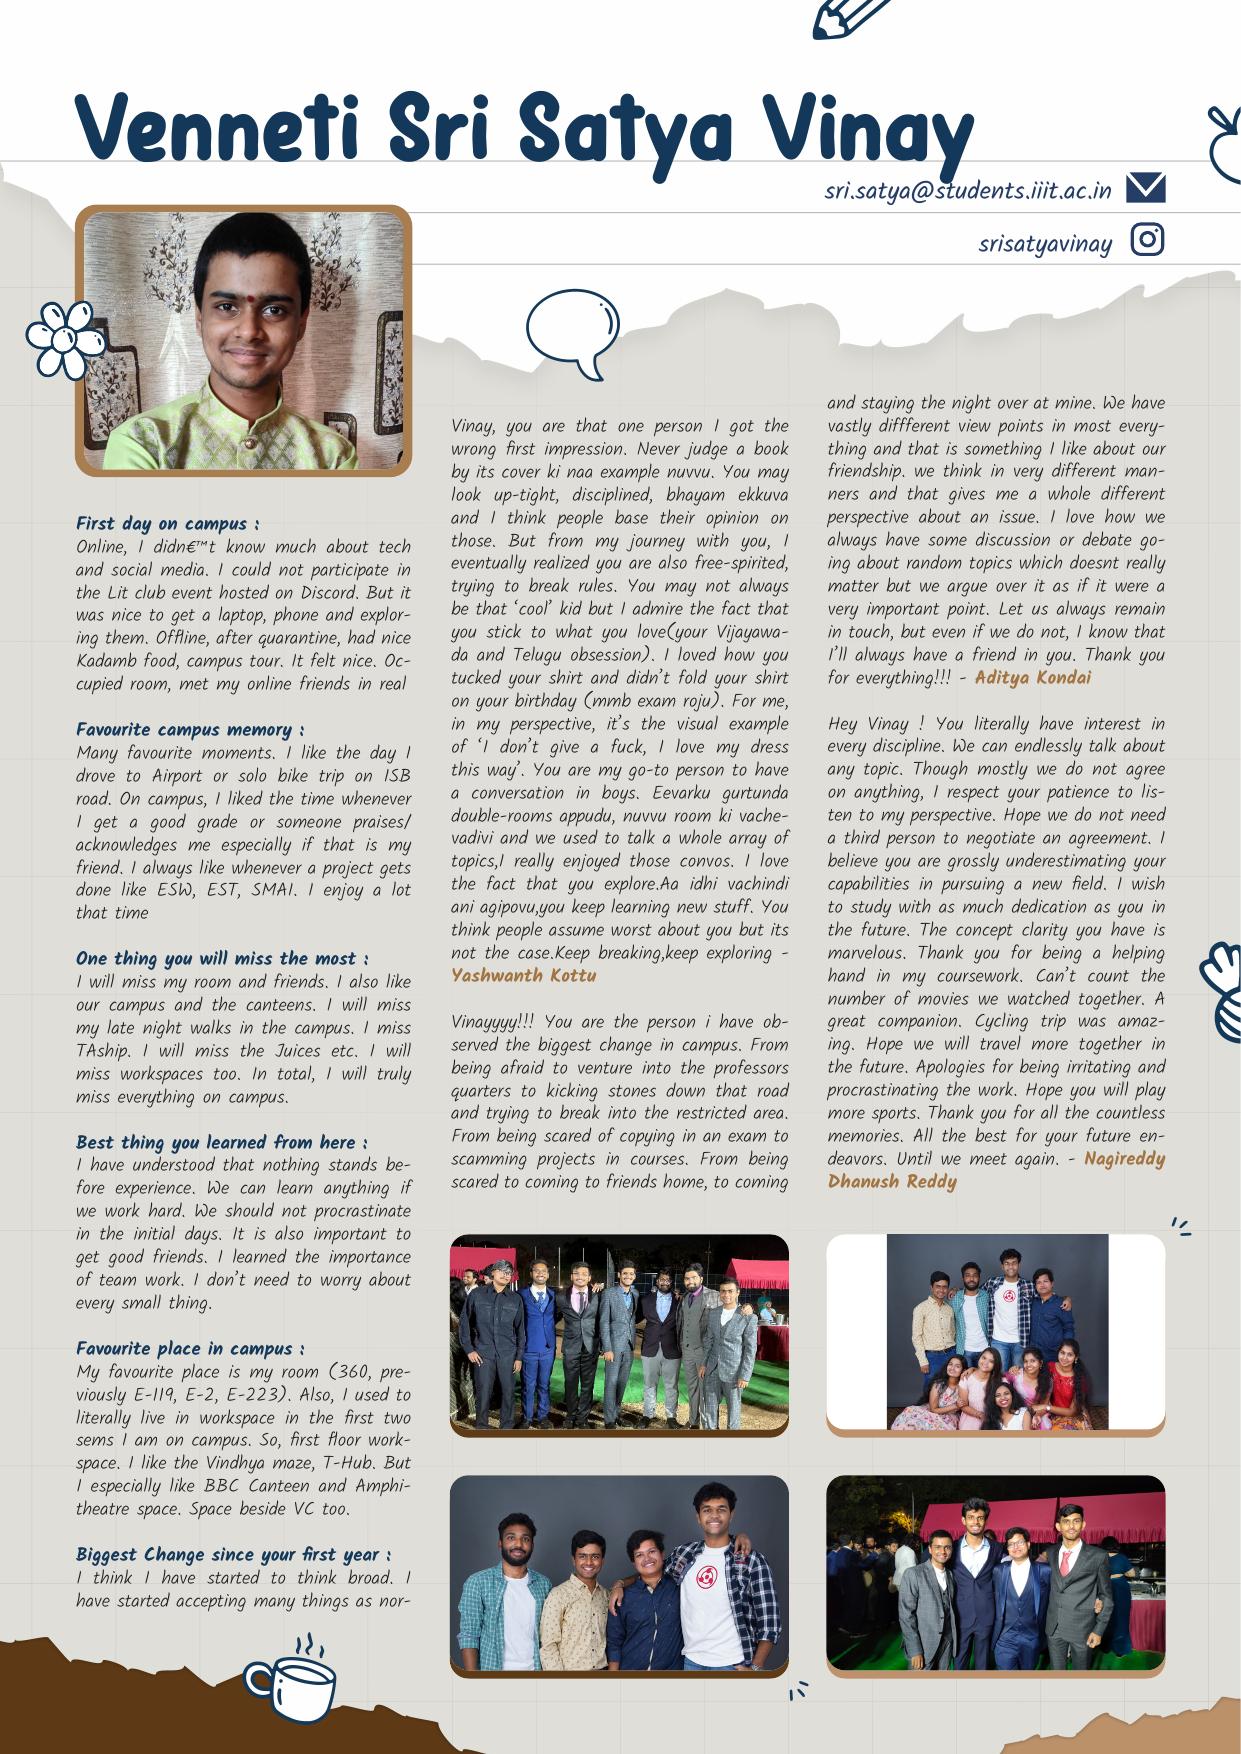 Venneti Sri Satya Vinay
sri.satya@students.iiit.ac.in
srisatyavinay
First day on campus :
Online, I didn€™t know much about tech
and social media. I could not participate in
the Lit club event hosted on Discord. But it
was nice to get a laptop, phone and explor-
ing them. Offline, after quarantine, had nice
Kadamb food, campus tour. It felt nice. Oc-
cupied room, met my online friends in real
Favourite campus memory :
Many favourite moments. I like the day I
drove to Airport or solo bike trip on ISB
road. On campus, I liked the time whenever
I get a good grade or someone praises/
acknowledges me especially if that is my
friend. I always like whenever a project gets
done like ESW, EST, SMAI. I enjoy a lot
that time
One thing you will miss the most :
I will miss my room and friends. I also like
our campus and the canteens. I will miss
my late night walks in the campus. I miss
TAship. I will miss the Juices etc. I will
miss workspaces too. In total, I will truly
miss everything on campus.
Best thing you learned from here :
I have understood that nothing stands be-
fore experience. We can learn anything if
we work hard. We should not procrastinate
in the initial days. It is also important to
get good friends. I learned the importance
of team work. I don't need to worry about
every small thing.
Favourite place in campus :
My favourite place is my room (360, pre-
viously E-119, E-2, E-223). Also, I used to
literally live in workspace in the first two
sems I am on campus. So, first floor work-
space. I like the Vindhya maze, T-Hub. But
I especially like BBC Canteen and Amphi-
theatre space. Space beside VC too.
Biggest Change since your first year :
I think I have started to think broad. I
have started accepting many things as nor-
Vinay, you are that one person I got the
wrong first impression. Never judge a book
by its cover ki naa example nuvvu. You may
look up-tight, disciplined, bhayam ekkuva
and I think people base their opinion on
those. But from my journey with you, I
eventually realized you are also free-spirited,
trying to break rules. You may not always
be that ‘cool’ kid but I admire the fact that
you stick to what you love(your Vijayawa-
da and Telugu obsession). I loved how you
tucked your shirt and didn’t fold your shirt
on your birthday (mmb exam roju). For me,
in my perspective, it’s the visual example
of ‘I don’t give a fuck, I love my dress
this way’. You are my go-to person to have
a conversation in boys. Eevarku gurtunda
double-rooms appudu, nuvvu room ki vache-
vadivi and we used to talk a whole array of
topics,I really enjoyed those convos. I love
the fact that you explore.Aa idhi vachindi
ani agipovu,you keep learning new stuff. You
think people assume worst about you but its
not the case.Keep breaking,keep exploring -
Yashwanth Kottu
Vinayyyy!!! You are the person i have ob-
served the biggest change in campus. From
being afraid to venture into the professors
quarters to kicking stones down that road
and trying to break into the restricted area.
From being scared of copying in an exam to
scamming projects in courses. From being
scared to coming to friends home, to coming
and staying the night over at mine. We have
vastly diffferent view points in most every-
thing and that is something I like about our
friendship. we think in very different man-
ners and that gives me a whole different
perspective about an issue. I love how we
always have some discussion or debate go-
ing about random topics which doesnt really
matter but we argue over it as if it were a
very important point. Let us always remain
in touch, but even if we do not, I know that
I’ll always have a friend in you. Thank you
for everything!!! - Aditya Kondai
Hey Vinay ! You literally have interest in
every discipline. We can endlessly talk about
any topic. Though mostly we do not agree
on anything, I respect your patience to lis-
ten to my perspective. Hope we do not need
a third person to negotiate an agreement. I
believe you are grossly underestimating your
capabilities in pursuing a new field. I wish
to study with as much dedication as you in
the future. The concept clarity you have is
marvelous. Thank you for being a helping
hand in my coursework. Can’t count the
number of movies we watched together. A
great companion. Cycling trip was amaz-
ing. Hope we will travel more together in
the future. Apologies for being irritating and
procrastinating the work. Hope you will play
more sports. Thank you for all the countless
memories. All the best for your future en-
deavors. Until we meet again. - Nagireddy
Dhanush Reddy